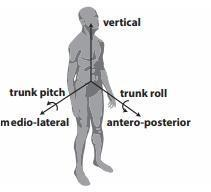 vertical
trunk pitch
trunk roll
medio-lateral
antero-posterior